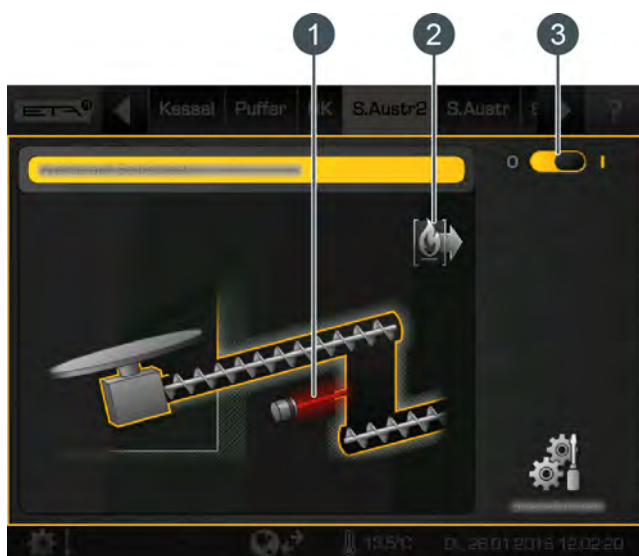 1 2 3
ETA Kessel Puffer HK S.Austr2 S.Austr S ?
0 I
13.5°C Di, 26.01.2016 12:02:20